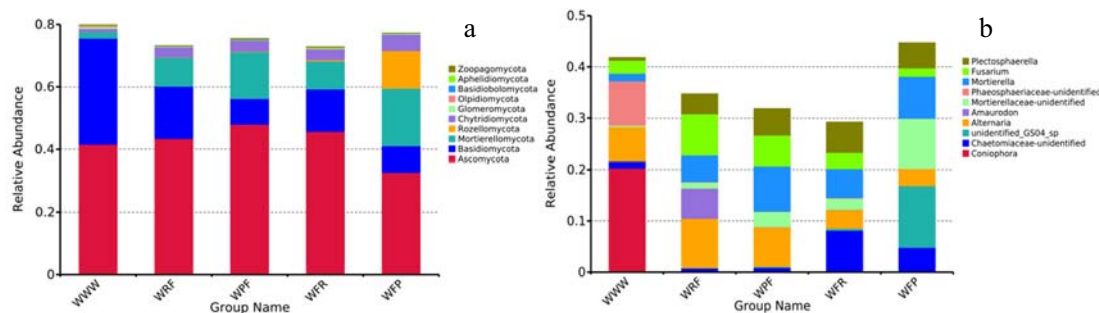 a
0.8
0.6
0.4
0.2
0
Relative Abundance
WWW
WRF
WPF
WFR
WFP
Group Name
Zoopagomycota
Aphelidiomycota
Basidiobolomycota
Olpidiomycota
Glomeromycota
Chytridiomycota
Rozellomycota
Mortierellomycota
Basidiomycota
Ascomycota
b
0.5
0.4
0.3
0.2
0.1
0
Relative Abundance
WWW
WRF
WPF
WFR
WFP
Group Name
Plectosphaerella
Fusarium
Mortierella
Phaeosphaeriaceae-unidentified
Mortierellaceae-unidentified
Amaurodon
Alternaria
unidentified_GS04_sp
Chaetomiaceae-unidentified
Coniophora